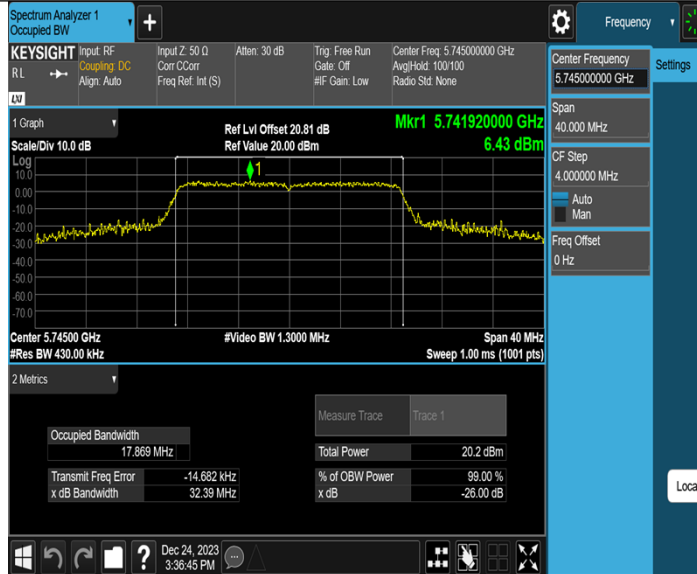 Spectrum Analyzer 1
Occupied BW
+
Frequency
KEYSIGHT
RL
Input: RF
Coupling: DC
Align: Auto
Input Z: 50 Ω
Corr CCorr
Freq Ref: Int (S)
Atten: 30 dB
Trig: Free Run
Gate: Off
#IF Gain: Low
Center Freq: 5.745000000 GHz
Avg|Hold: 100/100
Radio Std: None
LXI
Center Frequency
5.745000000 GHz
Settings
Span
40.000 MHz
CF Step
4.000000 MHz
Auto
Man
Freq Offset
0 Hz
1 Graph
Scale/Div 10.0 dB
Ref Lvl Offset 20.81 dB
Ref Value 20.00 dBm
Mkr1 5.741920000 GHz
6.43 dBm
Log
10.0
0.00
-10.0
-20.0
-30.0
-40.0
-50.0
-60.0
-70.0
1
Center 5.74500 GHz
#Video BW 1.3000 MHz
Span 40 MHz
#Res BW 430.00 kHz
Sweep 1.00 ms (1001 pts)
2 Metrics
Measure Trace
Trace 1
Occupied Bandwidth
17.869 MHz
Total Power
20.2 dBm
Transmit Freq Error
-14.682 kHz
% of OBW Power
99.00 %
x dB Bandwidth
32.39 MHz
x dB
-26.00 dB
Loca
?
Dec 24, 2023
3:36:45 PM